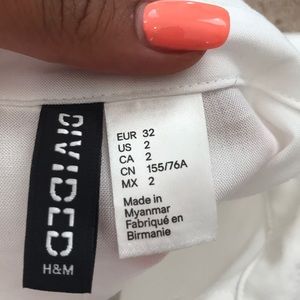 DIVIDED
H&M
EUR 32
US 2
CA 2
CN 155/76A
MX 2
Made in
Myanmar
Fabriqué en
Birmanie